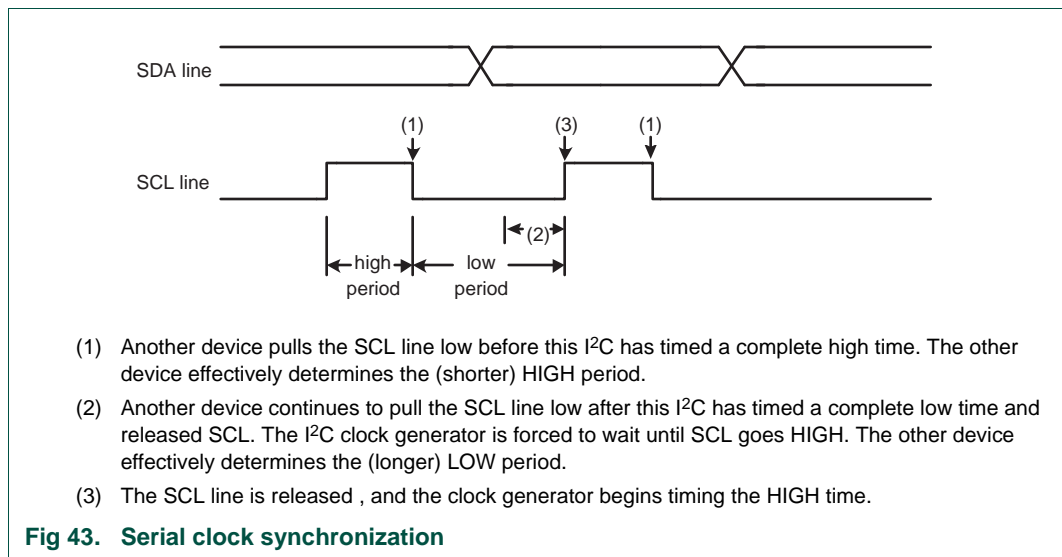 SDA line
(1)
(3)
(1)
SCL line
(2)
high
period
low
period
(1) Another device pulls the SCL line low before this I²C has timed a complete high time. The other
device effectively determines the (shorter) HIGH period.
(2) Another device continues to pull the SCL line low after this I²C has timed a complete low time and
released SCL. The I²C clock generator is forced to wait until SCL goes HIGH. The other device
effectively determines the (longer) LOW period.
(3) The SCL line is released , and the clock generator begins timing the HIGH time.
Fig 43. Serial clock synchronization